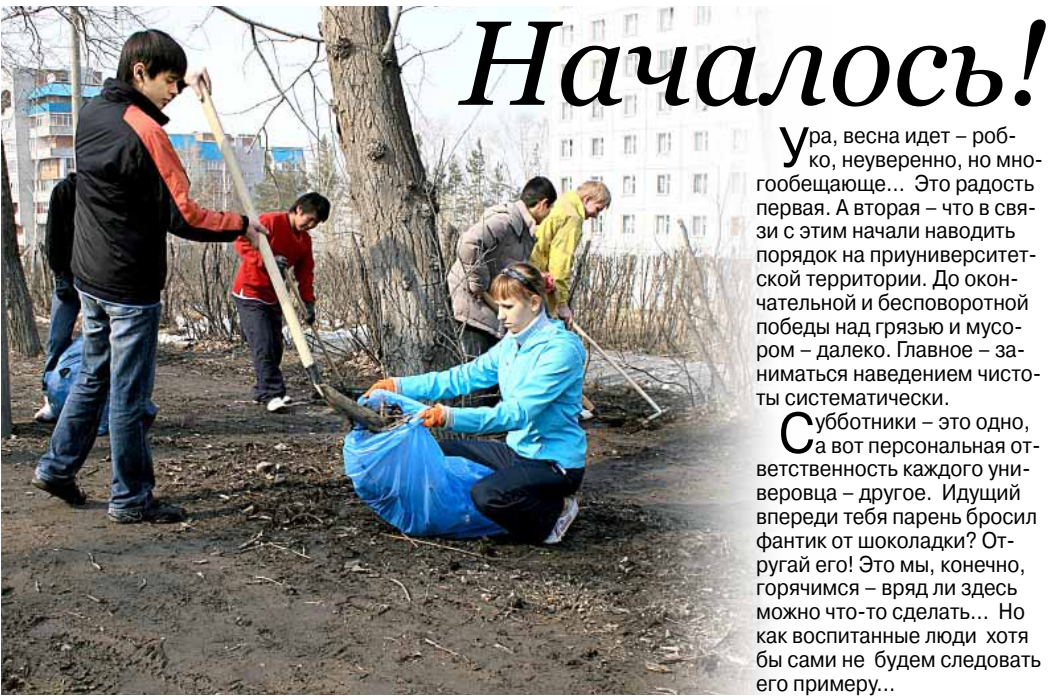 Началось!
Ура, весна идет – роб-
ко, неуверенно, но мно-
гообещающе... Это радость
первая. А вторая – что в свя-
зи с этим начали наводить
порядок на приуниверситет-
ской территории. До окон-
чательной и бесповоротной
победы над грязью и мусо-
ром – далеко. Главное – за-
ниматься наведением чисто-
ты систематически.
Субботники – это одно,
а вот персональная от-
ветственность каждого уни-
веровца – другое. Идущий
впереди тебя парень бросил
фантик от шоколадки? От-
ругай его! Это мы, конечно,
горячимся – вряд ли здесь
можно что-то сделать... Но
как воспитанные люди хотя
бы сами не будем следовать
его примеру...